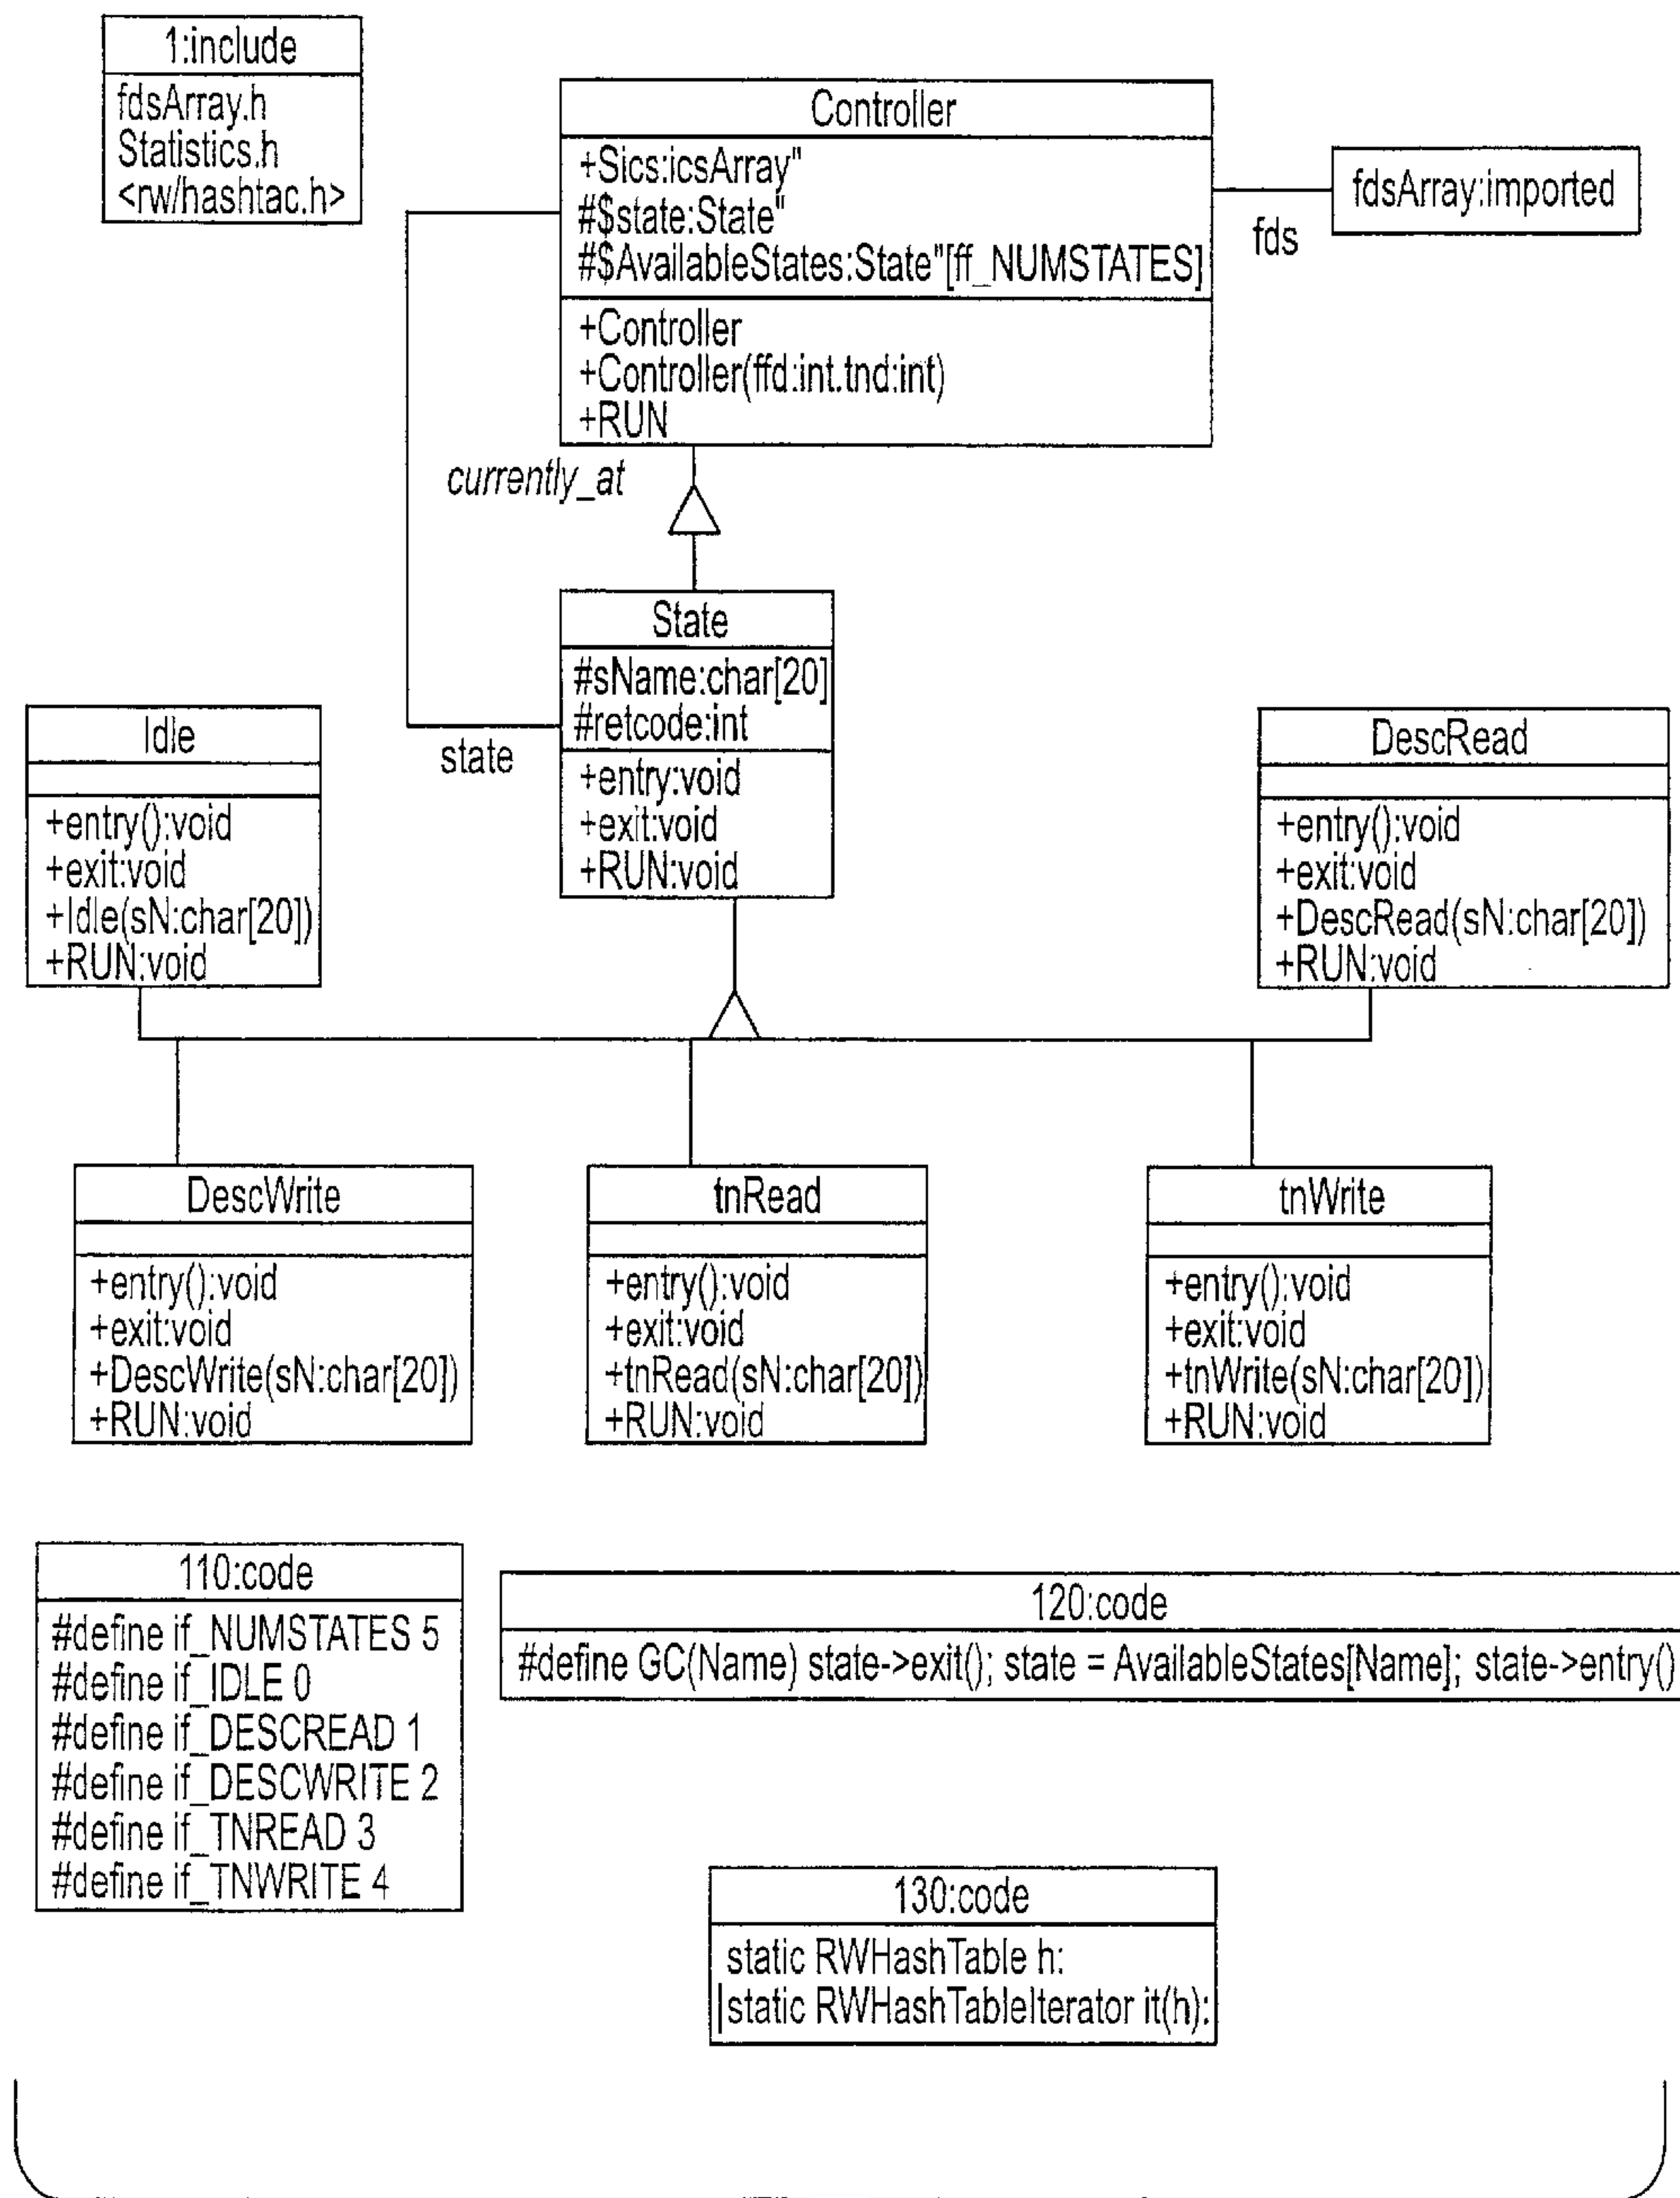 1:include
fdsArray.h
Statistics.h
<rw/hashtac.h>
Controller
+Sics:icsArray"
#$state:State"
#$AvailableStates:State"[ff_NUMSTATES]
+Controller
+Controller(ffd:int.tnd:int)
+RUN
fdsArray:imported
fds
currently_at
State
#sName:char[20]
#retcode:int
+entry:void
+exit:void
+RUN:void
state
Idle
+entry():void
+exit:void
+Idle(sN:char[20])
+RUN:void
DescRead
+entry():void
+exit:void
+DescRead(sN:char[20])
+RUN:void
DescWrite
+entry():void
+exit:void
+DescWrite(sN:char[20])
+RUN:void
tnRead
+entry():void
+exit:void
+tnRead(sN:char[20])
+RUN:void
tnWrite
+entry():void
+exit:void
+tnWrite(sN:char[20])
+RUN:void
110:code
#define if_NUMSTATES 5
#define if_IDLE 0
#define if_DESCREAD 1
#define if_DESCWRITE 2
#define if_TNREAD 3
#define if_TNWRITE 4
120:code
#define GC(Name) state->exit(); state = AvailableStates[Name]; state->entry()
130:code
static RWHashTable h:
static RWHashTableIterator it(h):